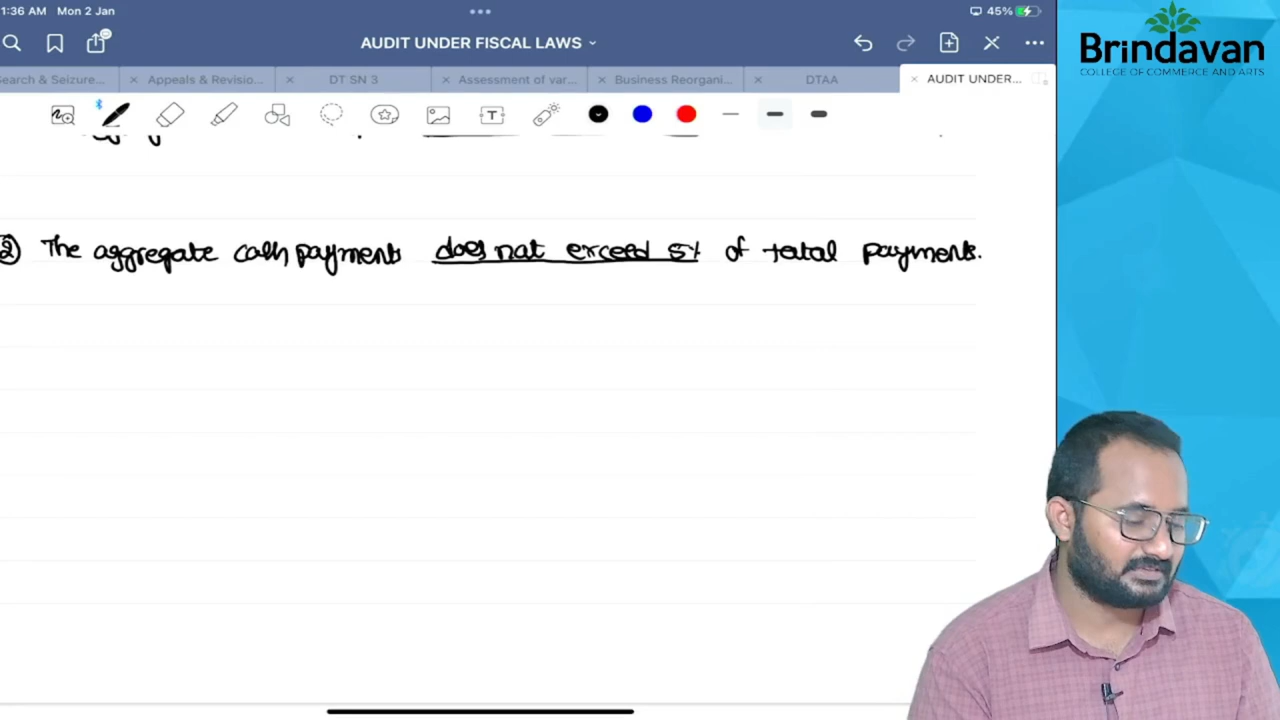 1:36 AM Mon 2 Jan
45%
AUDIT UNDER FISCAL LAWS
Brindavan
COLLEGE OF COMMERCE AND ARTS
earch & Seizure... Appeals & Revisio... DT SN 3 Assessment of var... Business Reorgani... DTAA AUDIT UNDER...
② The aggregate cash payments does not exceed 5% of total payments.